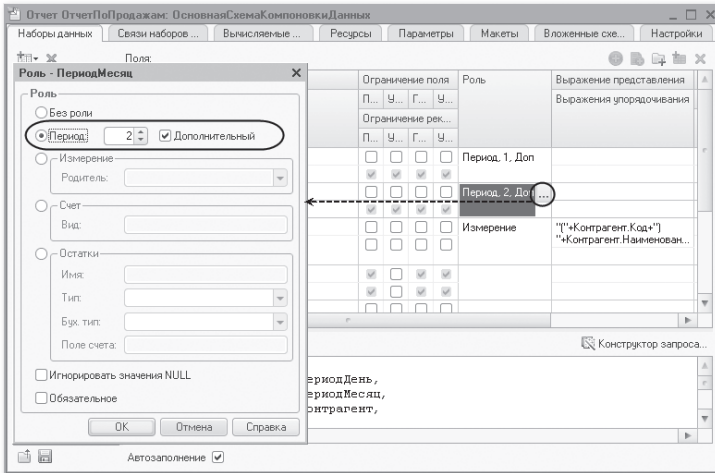 Отчет ОтчетПоПродажам: ОсновнаяСхемаКомпоновкиДанных
Наборы данных Связи наборов ... Вычисляемые ... Ресурсы Параметры Макеты Вложенные схе... Настройки
Поля:
Роль - ПериодМесяц
Ограничение поля Роль Выражение представления
П... У... Г... У... Выражения упорядочивания
Ограничение рек...
П... У... Г... У...
Роль
Без роли
Период: 2 Дополнительный
Период, 1, Доп
Измерение
Родитель:
Период, 2, Доп ...
Счет
Вид:
Измерение "("+Контрагент.Код+")
"+Контрагент.Наименован...
Остатки
Имя:
Тип:
Бух. тип:
Поле счета:
Конструктор запроса...
Игнорировать значения NULL
Обязательное
ериодДень,
ериодМесяц,
онтрагент,
ОК Отмена Справка
Автозаполнение